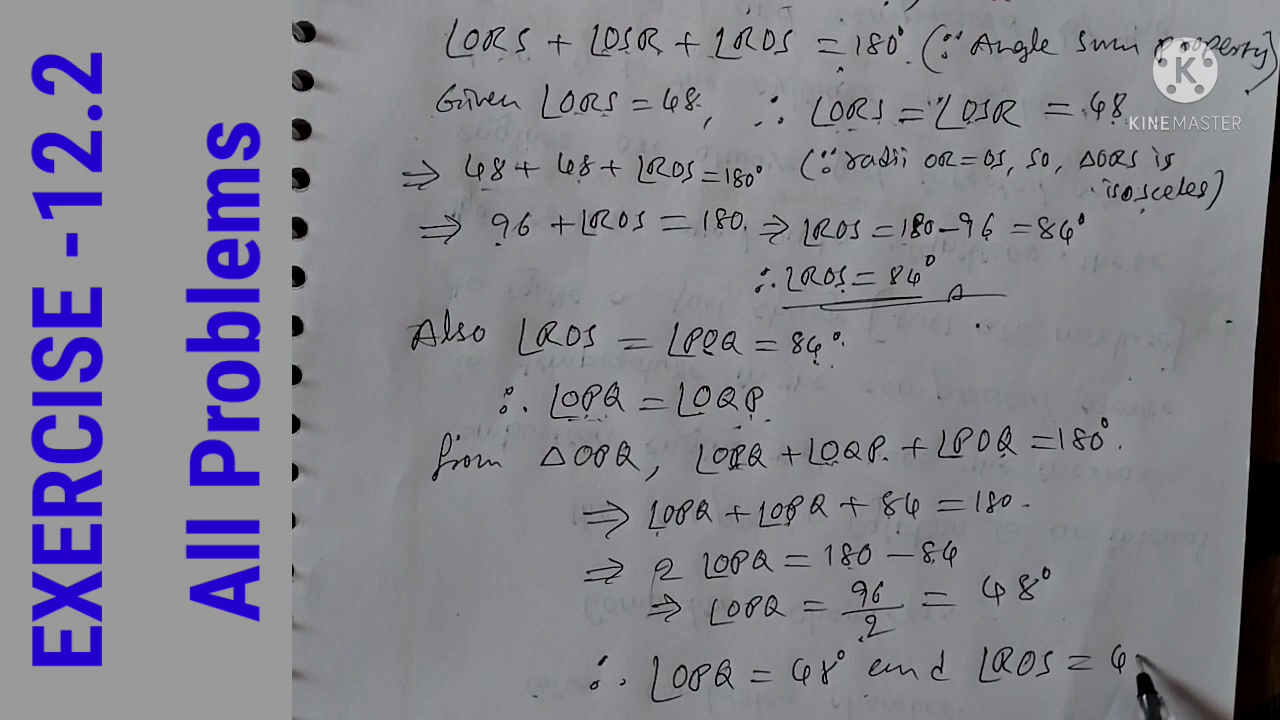 EXERCISE -12.2
All Problems
∠ORS + ∠OSR + ∠ROS = 180°. (∵ Angle sum property)
KINEMASTER
Given ∠ORS = 48, ∴ ∠ORS = ∠OSR = 48
⇒ 48 + 48 + ∠ROS = 180° (∵ radii OR = OS, so, △ORS is
isosceles)
⇒ 96 + ∠ROS = 180. ⇒ ∠ROS = 180 - 96 = 84°
∴ ∠ROS = 84°
Also ∠ROS = ∠POQ = 84°.
∴ ∠OPQ = ∠OQP
from △OPQ, ∠OPQ + ∠OQP + ∠POQ = 180°.
⇒ ∠OPQ + ∠OPQ + 84 = 180.
⇒ 2 ∠OPQ = 180 - 84
⇒ ∠OPQ = 96/2 = 48°
∴ ∠OPQ = 48° and ∠ROS = 4